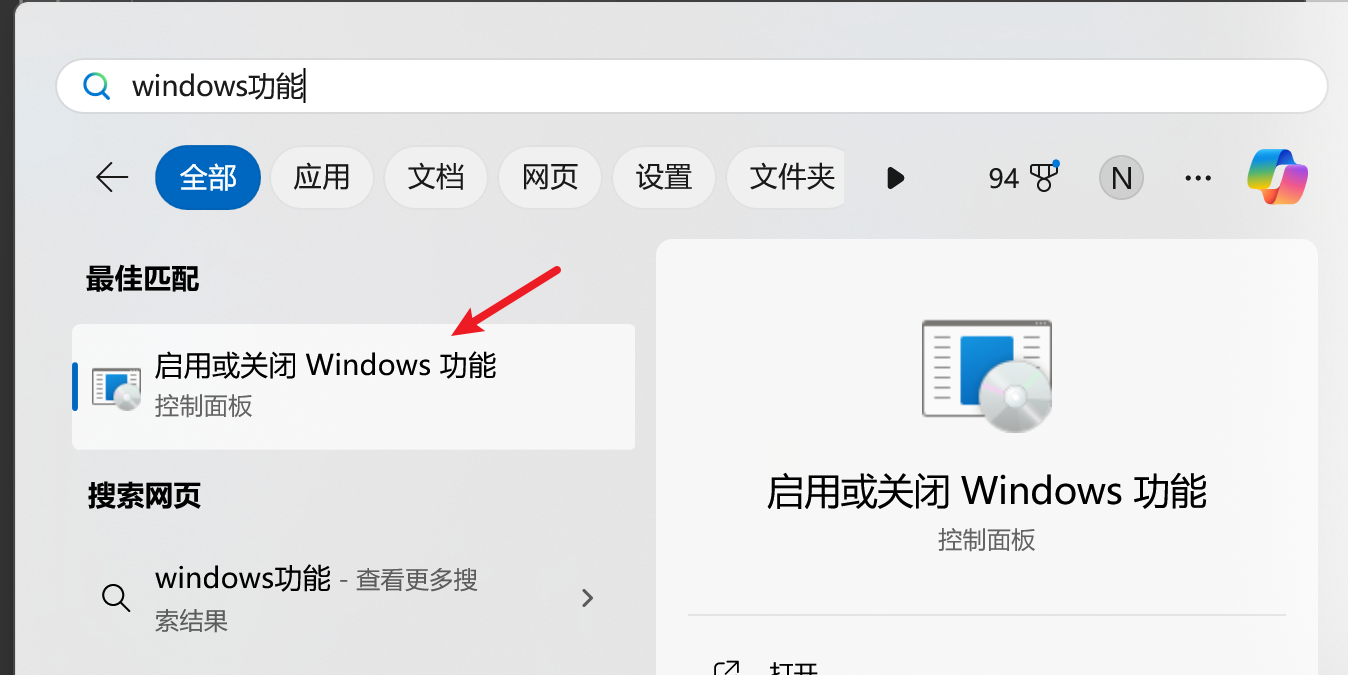 windows功能
全部 应用 文档 网页 设置 文件夹 94 N
最佳匹配
启用或关闭 Windows 功能
控制面板
搜索网页
windows功能 - 查看更多搜
索结果
启用或关闭 Windows 功能
控制面板
打开